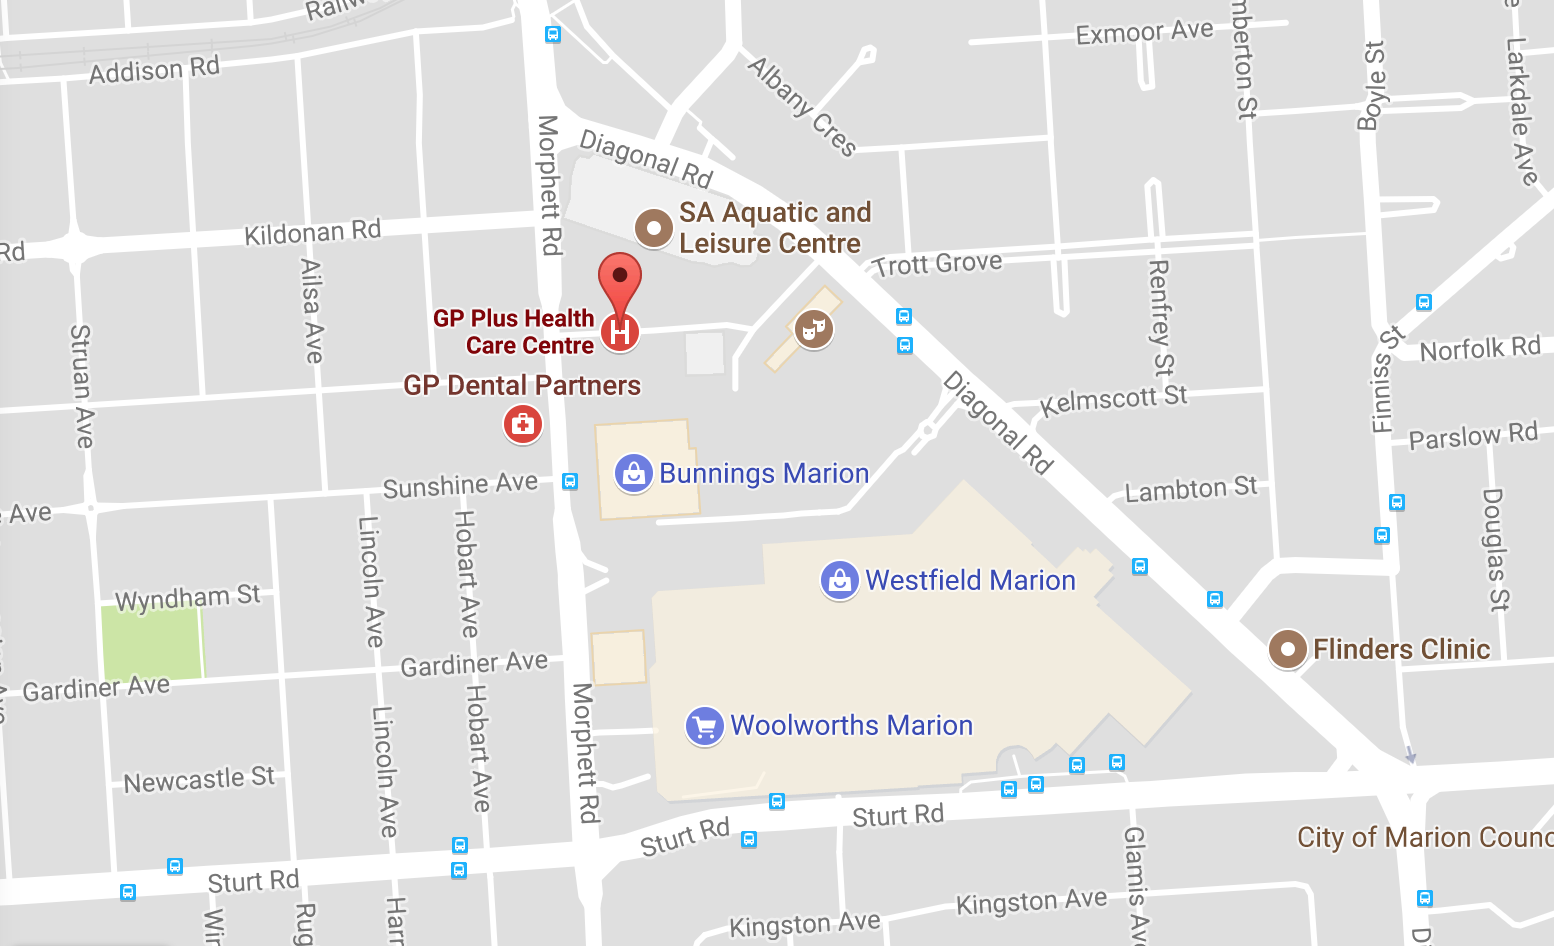 Railw
Addison Rd
Morphett Rd
Diagonal Rd
Albany Cres
Exmoor Ave
mberton St
Boyle St
Larkdale Ave
SA Aquatic and
Leisure Centre
Kildonan Rd
Rd
Ailsa Ave
Struan Ave
GP Plus Health
Care Centre
H
GP Dental Partners
Trott Grove
Renfrey St
Norfolk Rd
Finniss St
Kelmscott St
Diagonal Rd
Parslow Rd
Lambton St
Douglas St
Bunnings Marion
Sunshine Ave
Ave
Lincoln Ave
Hobart Ave
Wyndham St
Westfield Marion
Flinders Clinic
Gardiner Ave
Gardiner Ave
Morphett Rd
Lincoln Ave
Hobart Ave
Woolworths Marion
Newcastle St
Sturt Rd
Sturt Rd
Sturt Rd
City of Marion Counc
Glamis Ave
Kingston Ave
Kingston Ave
Rug